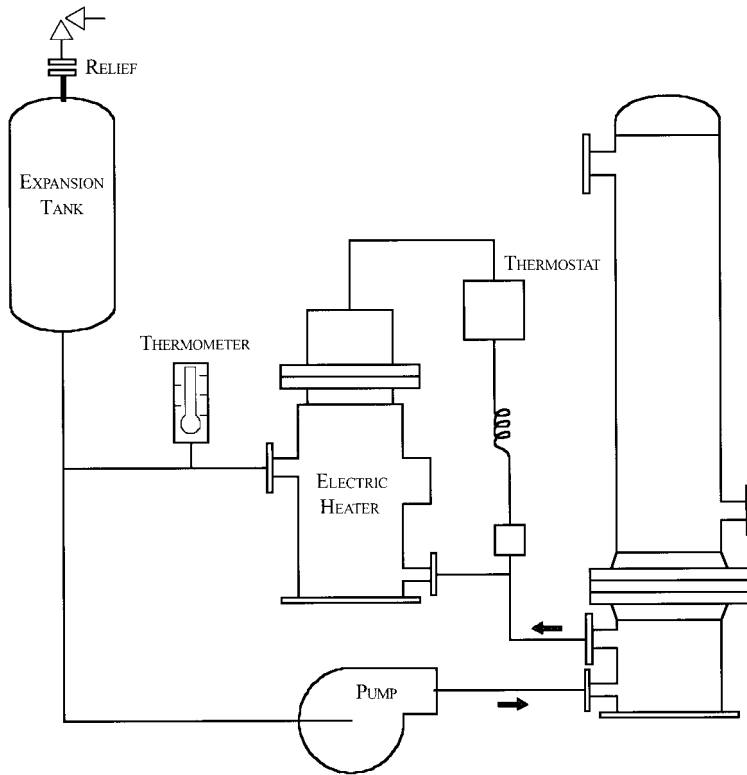 RELIEF
EXPANSION
TANK
THERMOSTAT
THERMOMETER
ELECTRIC
HEATER
PUMP